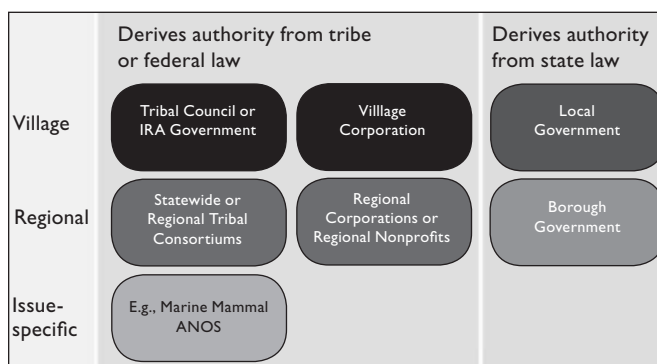 Derives authority from tribe
or federal law
Derives authority
from state law
Village
Tribal Council or
IRA Government
Villlage
Corporation
Local
Government
Regional
Statewide or
Regional Tribal
Consortiums
Regional
Corporations or
Regional Nonprofits
Borough
Government
Issue-
specific
E.g., Marine Mammal
ANOS